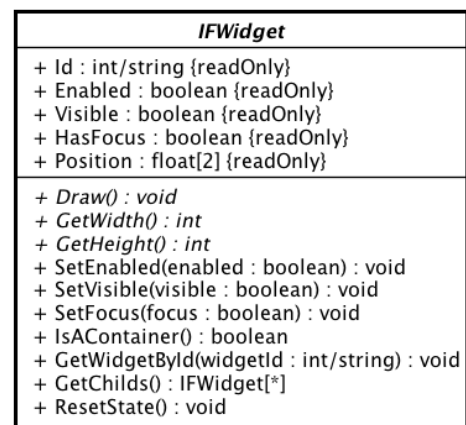 IFWidget
+ Id : int/string {readOnly}
+ Enabled : boolean {readOnly}
+ Visible : boolean {readOnly}
+ HasFocus : boolean {readOnly}
+ Position : float[2] {readOnly}
+ Draw() : void
+ GetWidth() : int
+ GetHeight() : int
+ SetEnabled(enabled : boolean) : void
+ SetVisible(visible : boolean) : void
+ SetFocus(focus : boolean) : void
+ IsAContainer() : boolean
+ GetWidgetById(widgetId : int/string) : void
+ GetChilds() : IFWidget[*]
+ ResetState() : void